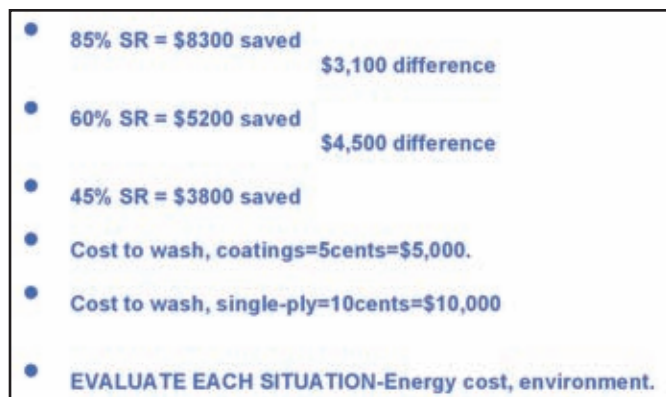 • 85% SR = $8300 saved
$3,100 difference
• 60% SR = $5200 saved
$4,500 difference
• 45% SR = $3800 saved
• Cost to wash, coatings=5cents=$5,000.
• Cost to wash, single-ply=10cents=$10,000
• EVALUATE EACH SITUATION-Energy cost, environment.